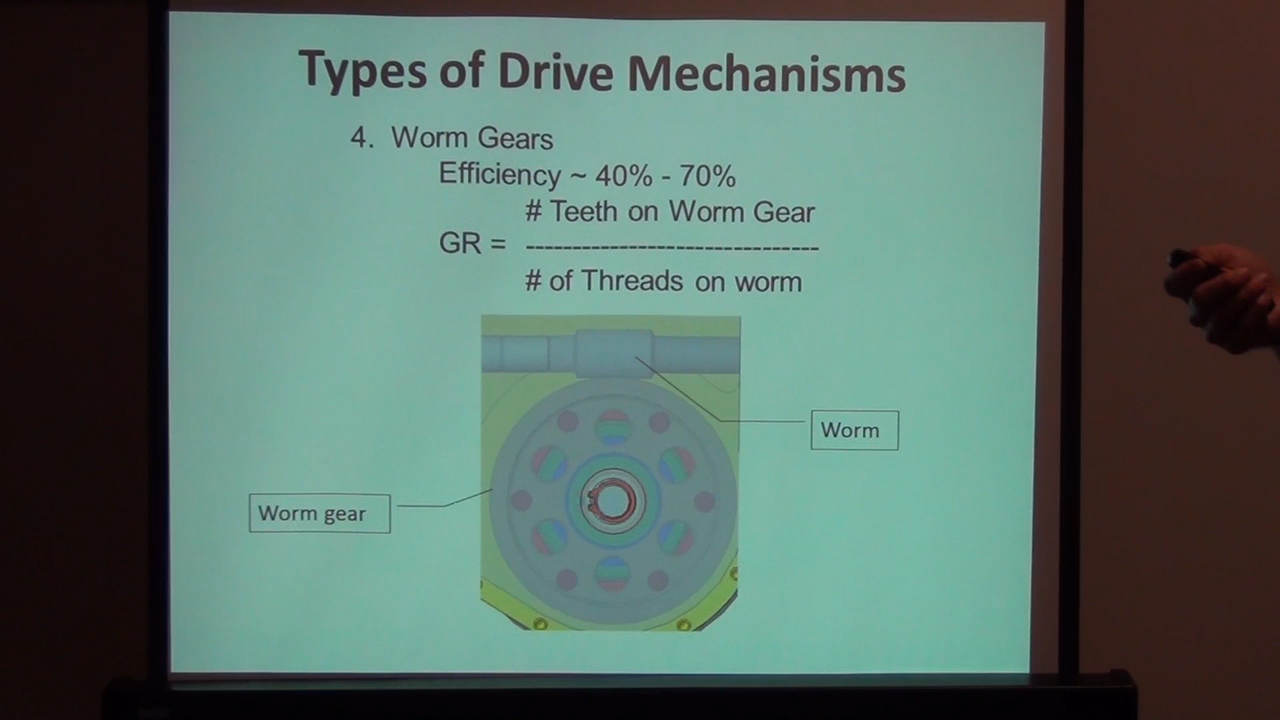 Types of Drive Mechanisms
4. Worm Gears
Efficiency ~ 40% - 70%
# Teeth on Worm Gear
GR = -------------------------------
# of Threads on worm
Worm
Worm gear